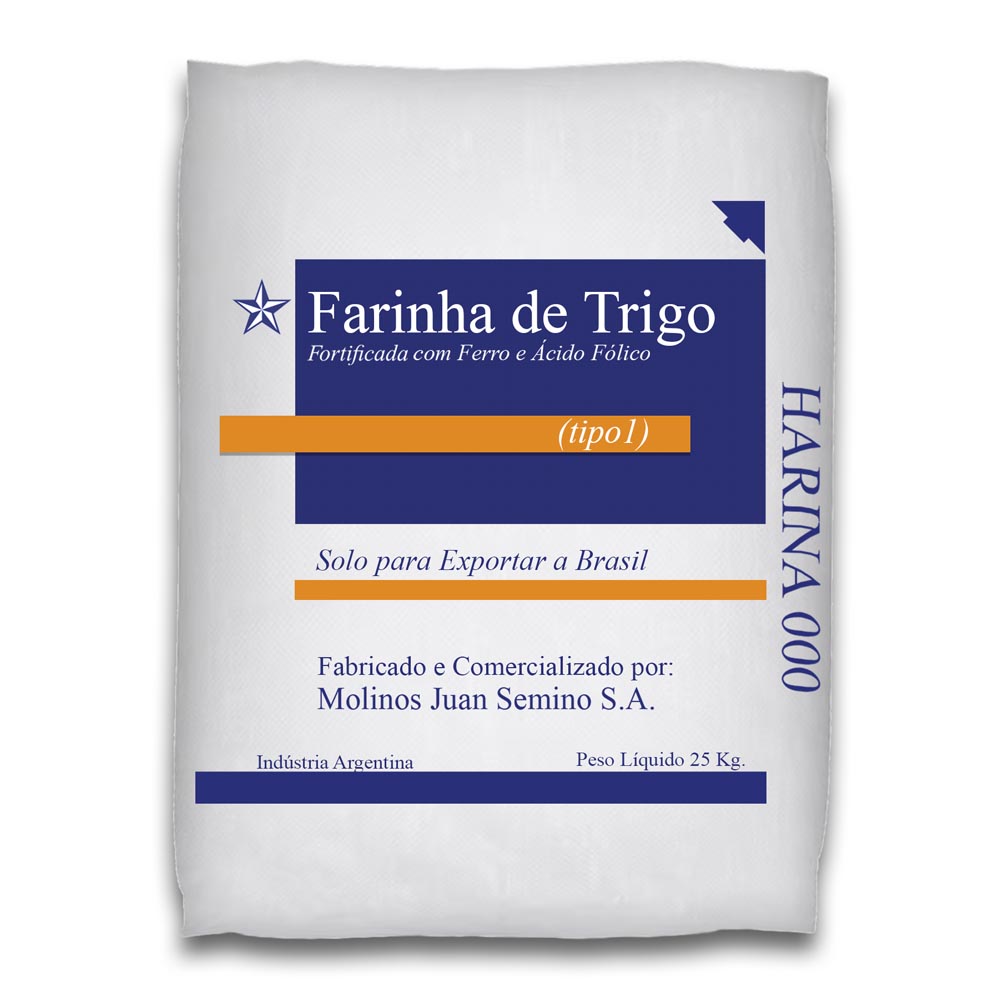 Farinha de Trigo
Fortificada com Ferro e Ácido Fólico
(tipo1)
Solo para Exportar a Brasil
Fabricado e Comercializado por:
Molinos Juan Semino S.A.
Indústria Argentina
Peso Líquido 25 Kg.
HARINA 000